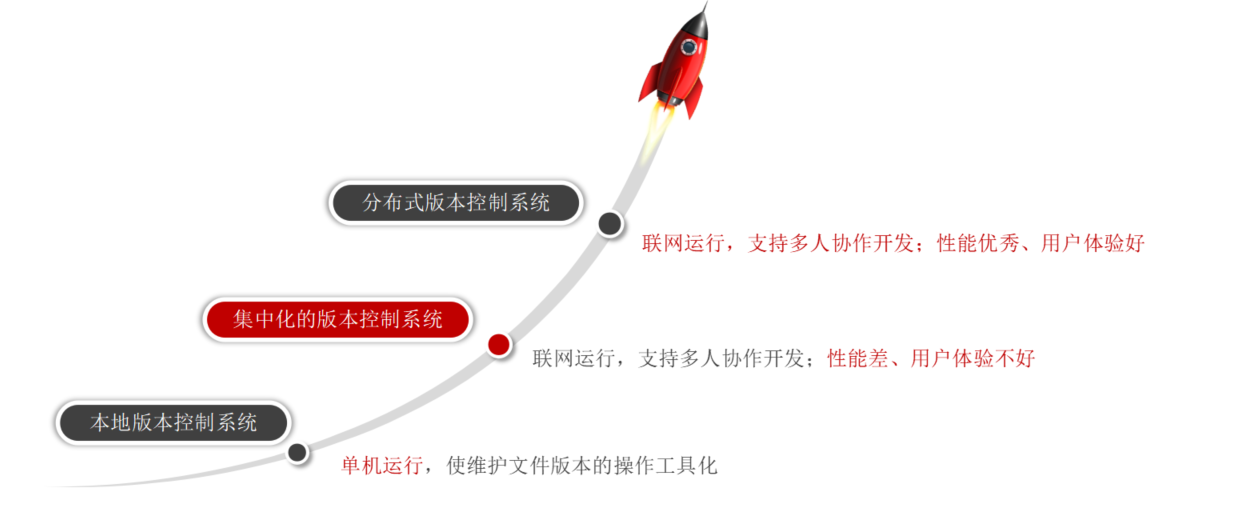 分布式版本控制系统
联网运行，支持多人协作开发；性能优秀、用户体验好
集中化的版本控制系统
联网运行，支持多人协作开发；性能差、用户体验不好
本地版本控制系统
单机运行，使维护文件版本的操作工具化